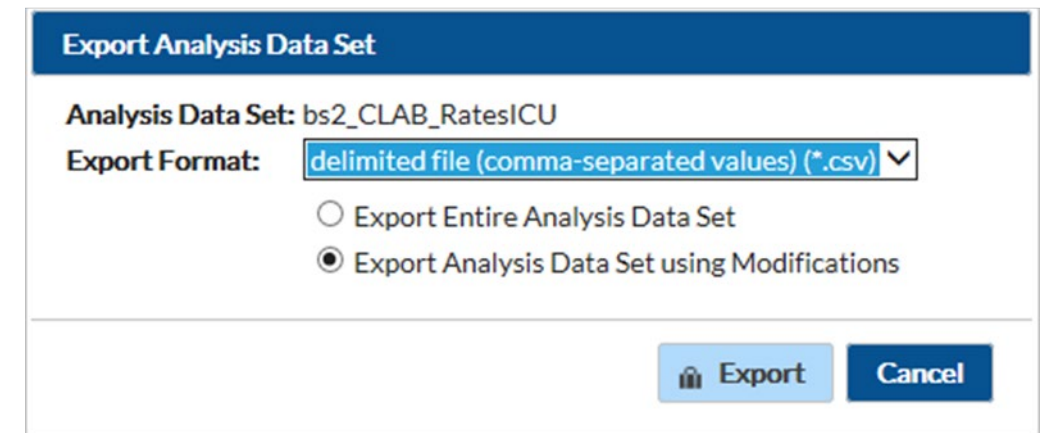 Export Analysis Data Set
Analysis Data Set: bs2_CLAB_RatesICU
Export Format: delimited file (comma-separated values) (*.csv)
Export Entire Analysis Data Set
Export Analysis Data Set using Modifications
Export Cancel